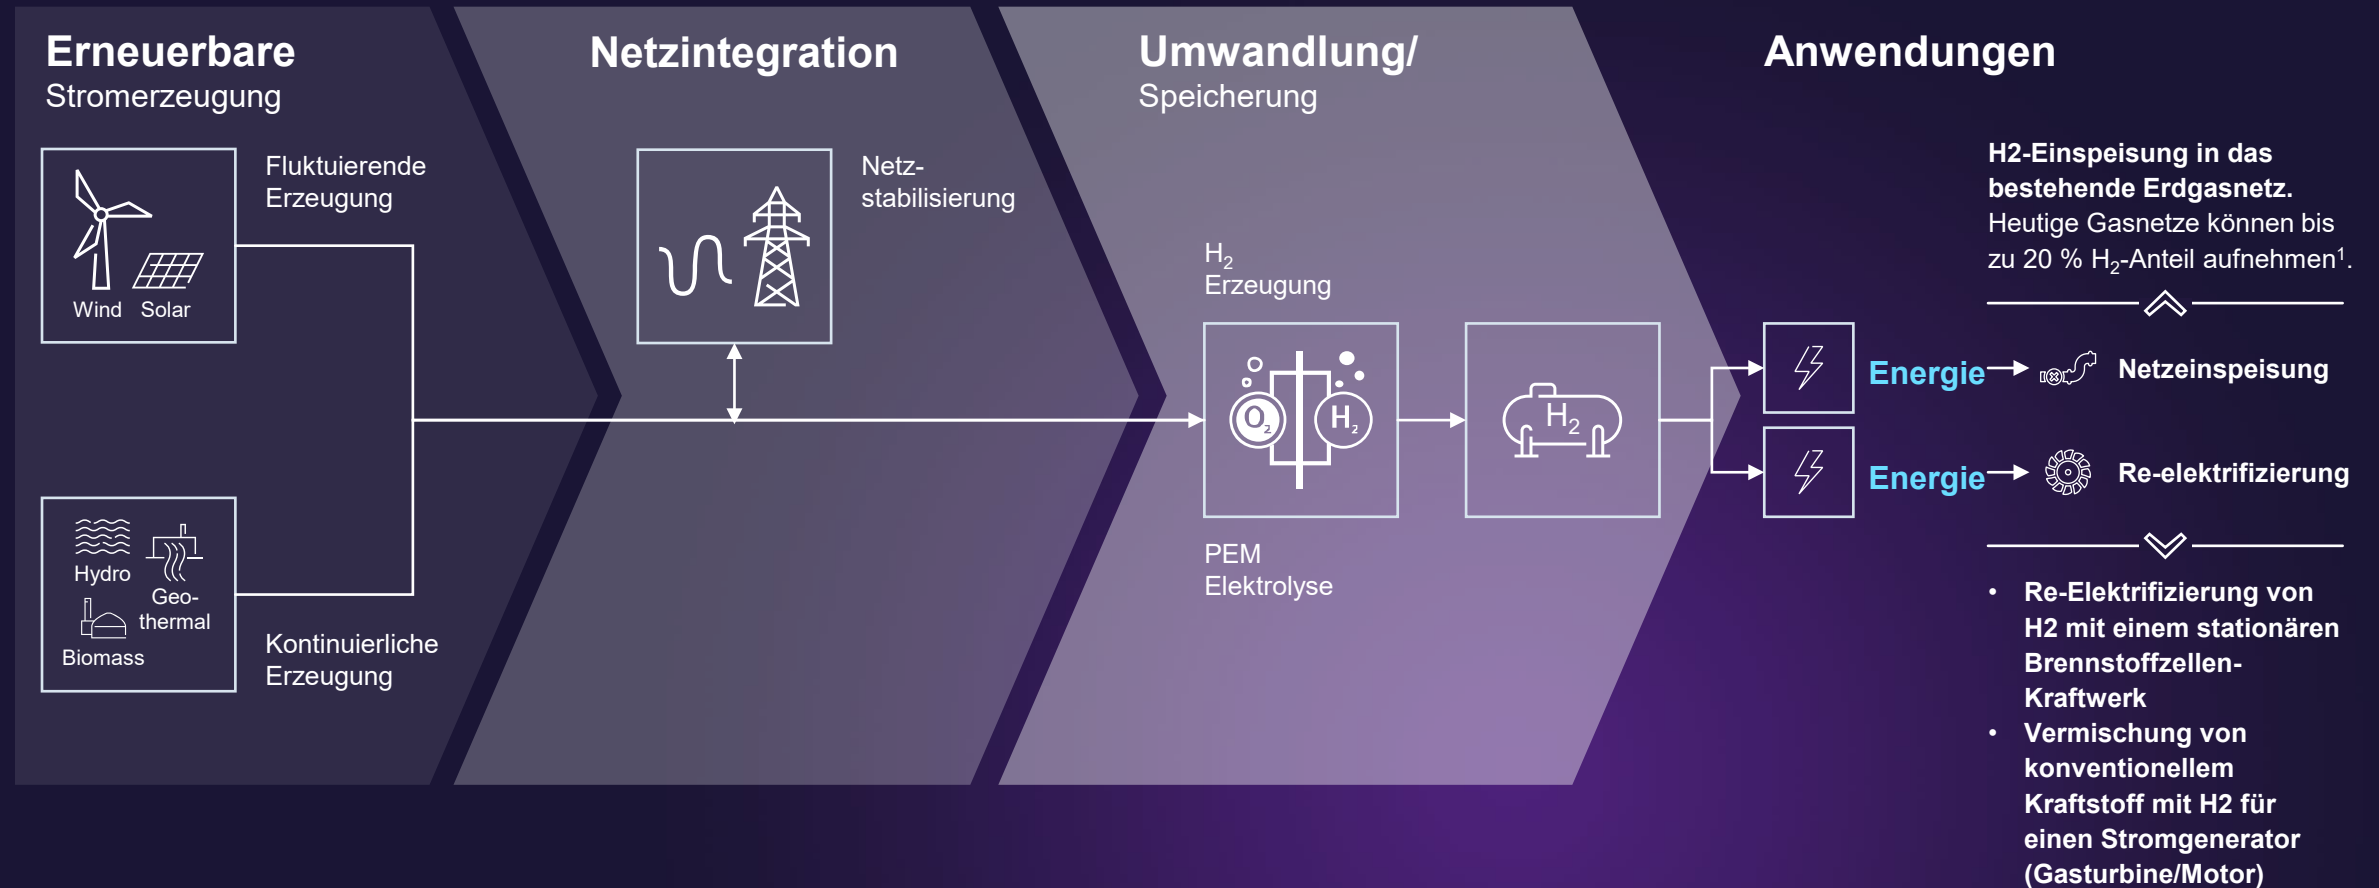 Erneuerbare
Stromerzeugung
Fluktuierende
Erzeugung
Wind Solar
Hydro
Geo-
thermal
Biomass
Kontinuierliche
Erzeugung
Netzintegration
Netz-
stabilisierung
Umwandlung/
Speicherung
H₂
Erzeugung
O₂ H₂
PEM
Elektrolyse
H₂
Anwendungen
H2-Einspeisung in das
bestehende Erdgasnetz.
Heutige Gasnetze können bis
zu 20 % H₂-Anteil aufnehmen¹.
Energie Netzeinspeisung
Energie Re-elektrifizierung
• Re-Elektrifizierung von
H2 mit einem stationären
Brennstoffzellen-
Kraftwerk
• Vermischung von
konventionellem
Kraftstoff mit H2 für
einen Stromgenerator
(Gasturbine/Motor)